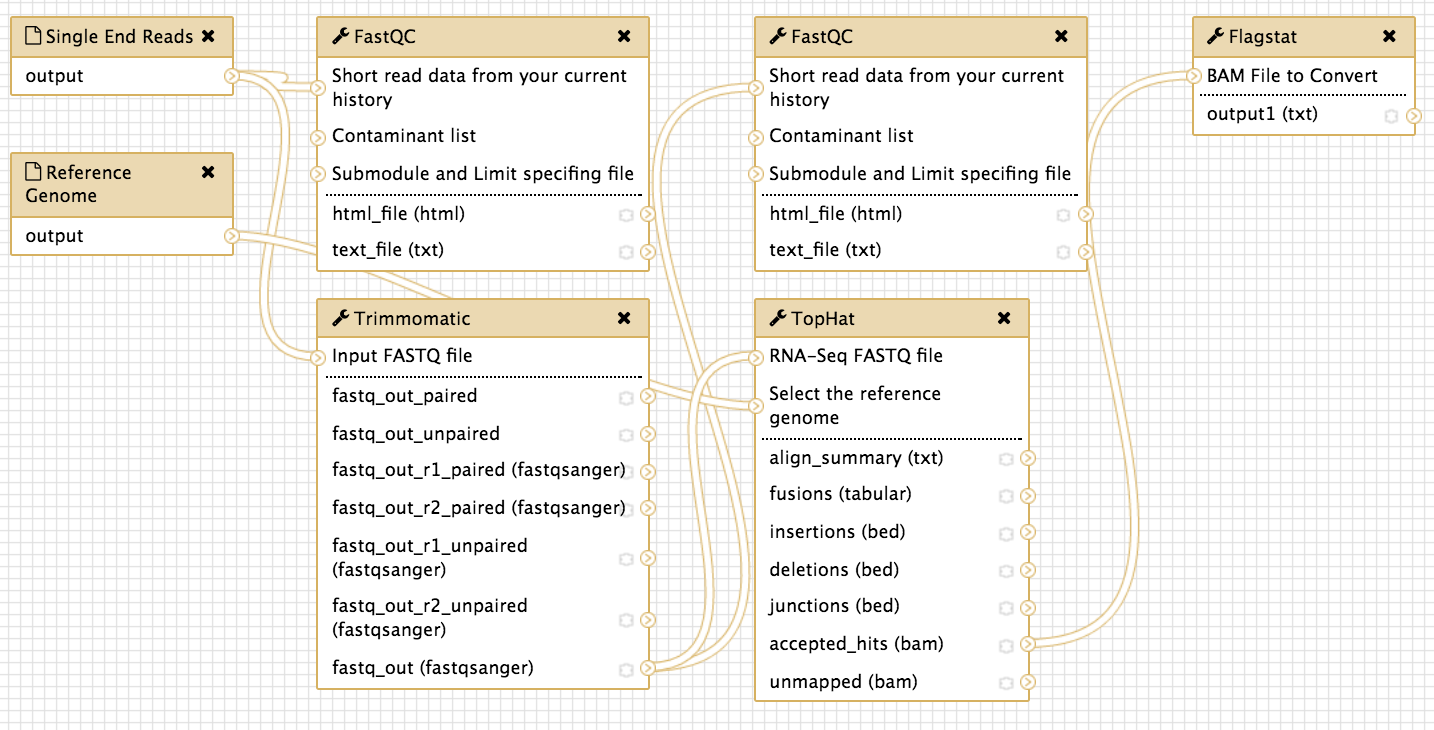 Single End Reads
output
Reference
Genome
output
FastQC
Short read data from your current
history
Contaminant list
Submodule and Limit specifing file
html_file (html)
text_file (txt)
Trimmomatic
Input FASTQ file
fastq_out_paired
fastq_out_unpaired
fastq_out_r1_paired (fastqsanger)
fastq_out_r2_paired (fastqsanger)
fastq_out_r1_unpaired
(fastqsanger)
fastq_out_r2_unpaired
(fastqsanger)
fastq_out (fastqsanger)
FastQC
Short read data from your current
history
Contaminant list
Submodule and Limit specifing file
html_file (html)
text_file (txt)
TopHat
RNA-Seq FASTQ file
Select the reference
genome
align_summary (txt)
fusions (tabular)
insertions (bed)
deletions (bed)
junctions (bed)
accepted_hits (bam)
unmapped (bam)
Flagstat
BAM File to Convert
output1 (txt)